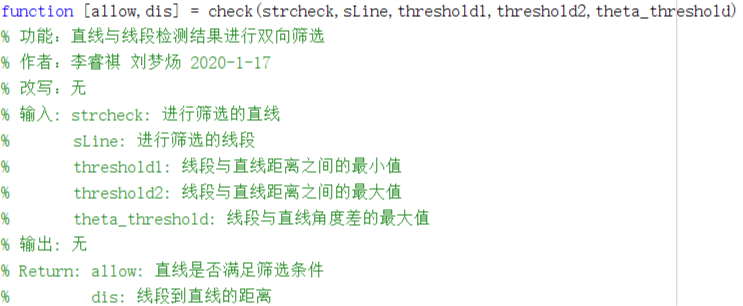 function [allow,dis] = check(strcheck,sLine,threshold1,threshold2,theta_threshold)
% 功能：直线与线段检测结果进行双向筛选
% 作者：李睿祺 刘梦炀 2020-1-17
% 改写：无
% 输入：strcheck: 进行筛选的直线
% sLine: 进行筛选的线段
% threshold1: 线段与直线距离之间的最小值
% threshold2: 线段与直线距离之间的最大值
% theta_threshold: 线段与直线角度差的最大值
% 输出：无
% Return: allow: 直线是否满足筛选条件
% dis: 线段到直线的距离